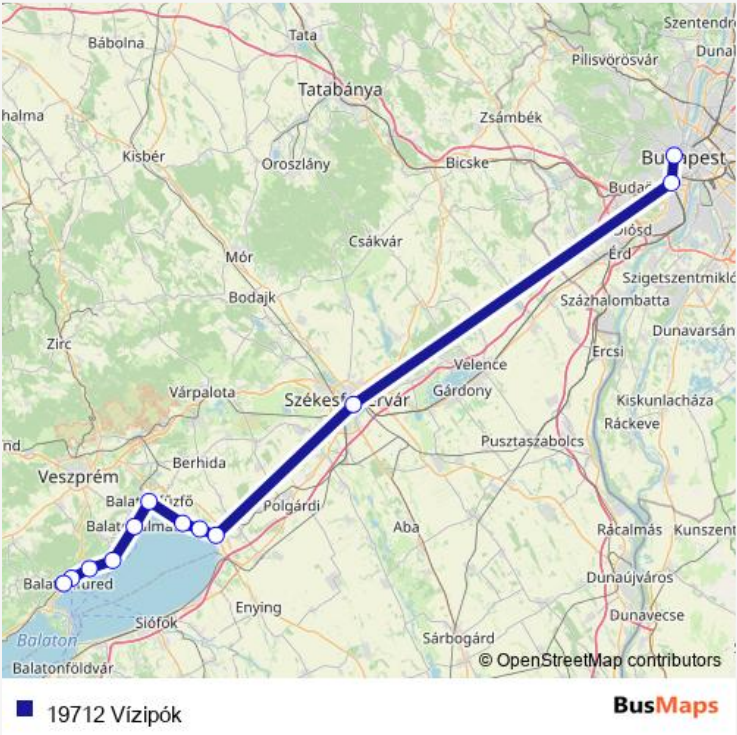 Szentendre
Bábolna
Tata
Pilisvörösvár
Tatabánya
halma
Zsámbék
Kisbér
Oroszlány
Bicske
Budapest
Diósd
Érd
Csákvár
Mór
Szigetszentmikló
Bodajk
Százhalombatta
Dunavarsán
Zirc
Ercsi
Velence
Várpalota
Gárdony
Székesfehérvár
Kiskunlacháza
Ráckeve
Pusztaszabolcs
nd
Berhida
Veszprém
Polgárdi
Aba
Rácalmás
Kunszent
Dunaújváros
Enying
Dunavecse
Siófok
Sárbogárd
Balaton
Balatonföldvár
© OpenStreetMap contributors
19712 Vízipók
BusMaps